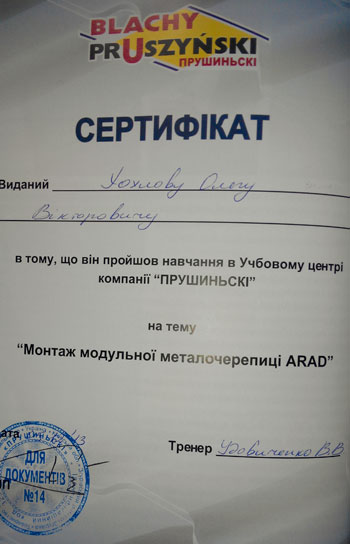 BLACHY
PRUSZYŃSKI
ПРУШИНЬСКІ
СЕРТИФІКАТ
Виданий Хохлову Олегу
Вікторовичу
в тому, що він пройшов навчання в Учбовому центрі
компанії “ПРУШИНЬСКІ”
на тему
“Монтаж модульної металочерепиці ARAD”
Тренер Удовиченко В.В.
ДЛЯ
ДОКУМЕНТІВ
№14